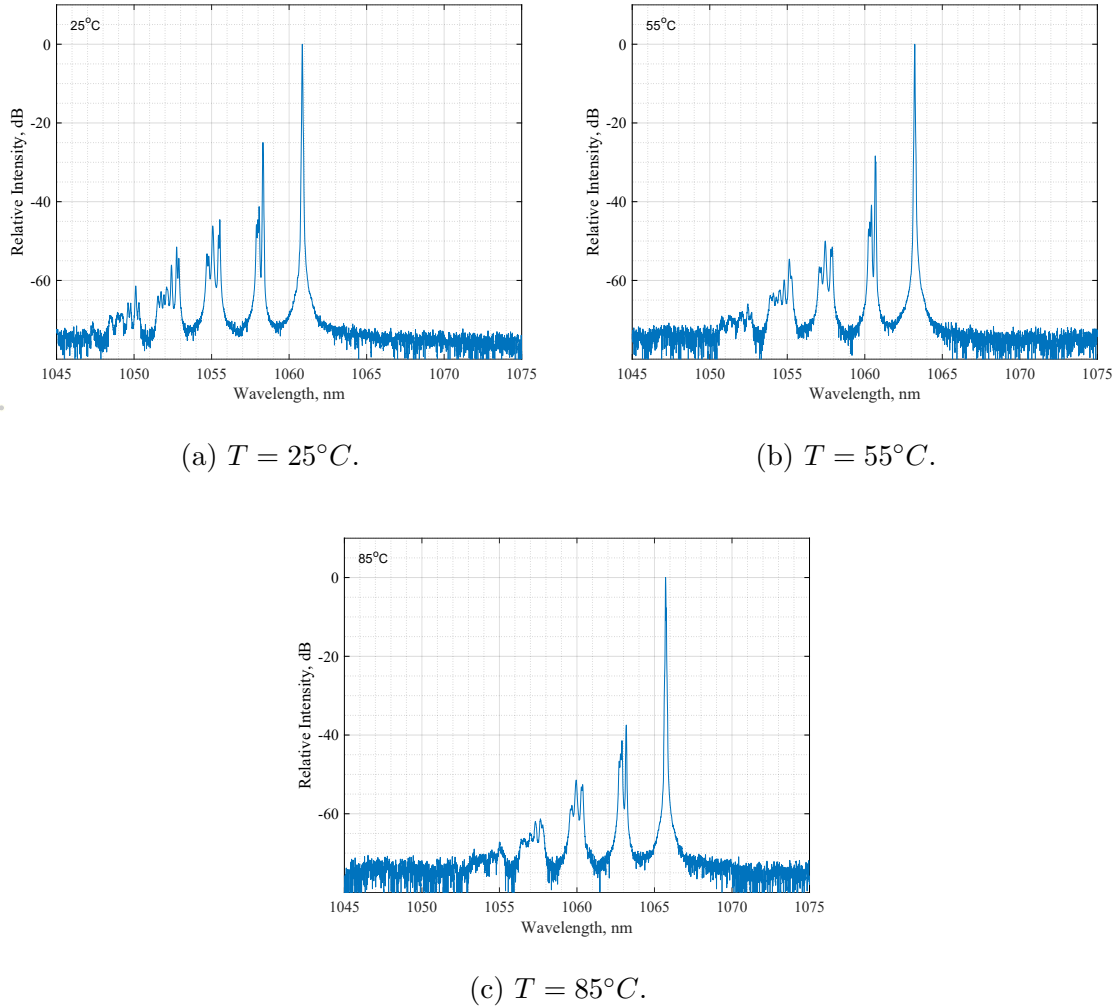 25°C
Relative Intensity, dB
0
-20
-40
-60
1045 1050 1055 1060 1065 1070 1075
Wavelength, nm
(a) T = 25°C.
55°C
Relative Intensity, dB
0
-20
-40
-60
1045 1050 1055 1060 1065 1070 1075
Wavelength, nm
(b) T = 55°C.
85°C
Relative Intensity, dB
0
-20
-40
-60
1045 1050 1055 1060 1065 1070 1075
Wavelength, nm
(c) T = 85°C.